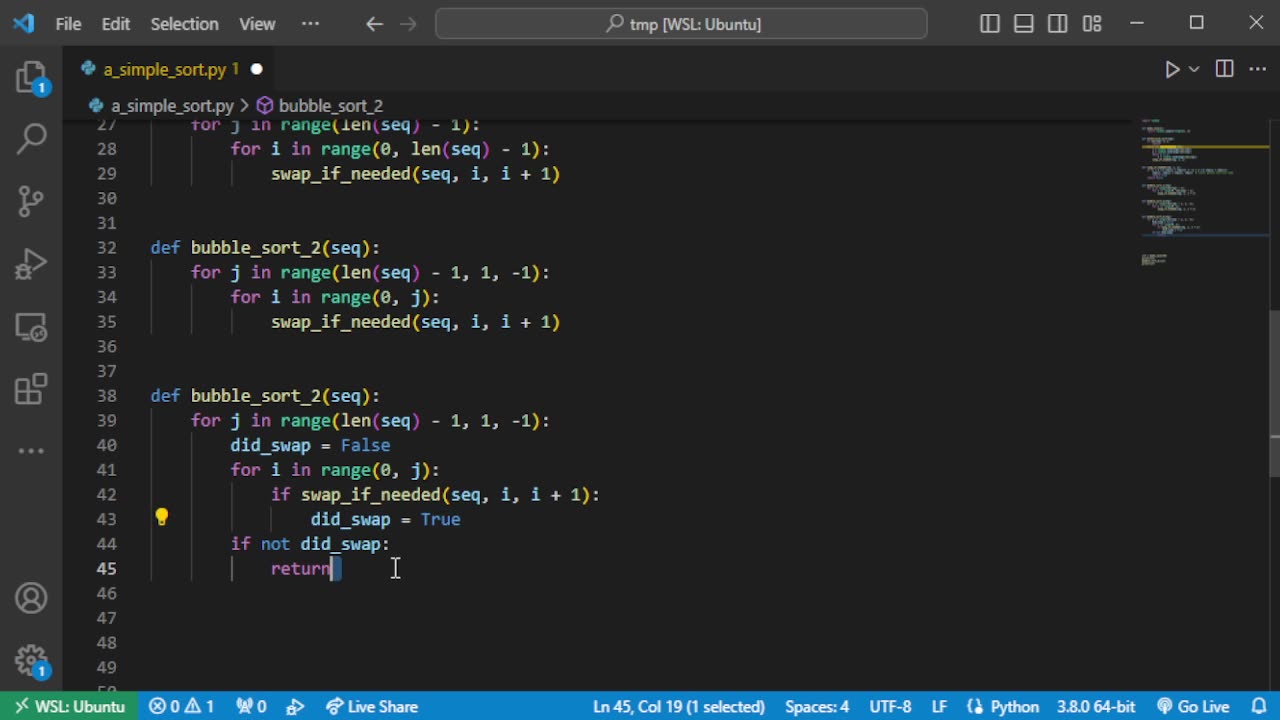 File Edit Selection View ··· tmp [WSL: Ubuntu]
a_simple_sort.py 1
a_simple_sort.py > bubble_sort_2
27 for j in range(len(seq) - 1):
28 for i in range(0, len(seq) - 1):
29 swap_if_needed(seq, i, i + 1)
30
31
32 def bubble_sort_2(seq):
33 for j in range(len(seq) - 1, 1, -1):
34 for i in range(0, j):
35 swap_if_needed(seq, i, i + 1)
36
37
38 def bubble_sort_2(seq):
39 for j in range(len(seq) - 1, 1, -1):
40 did_swap = False
41 for i in range(0, j):
42 if swap_if_needed(seq, i, i + 1):
43 did_swap = True
44 if not did_swap:
45 return
46
47
48
49
1
1
WSL: Ubuntu 0 1 0 Live Share Ln 45, Col 19 (1 selected) Spaces: 4 UTF-8 LF Python 3.8.0 64-bit Go Live